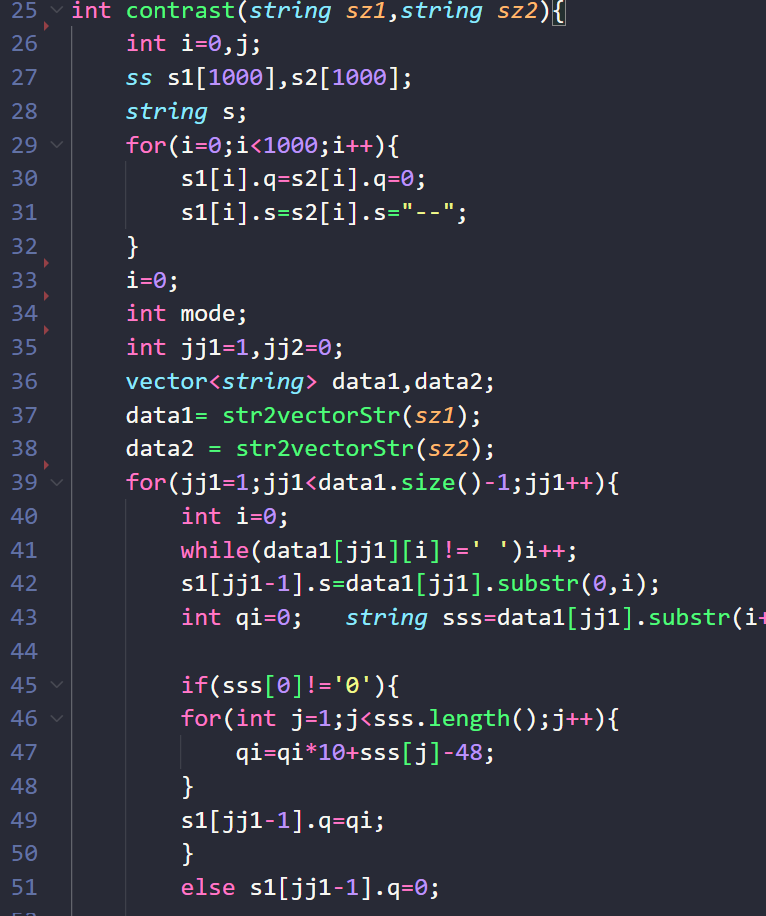 25 int contrast(string sz1,string sz2){
26     int i=0,j;
27     ss s1[1000],s2[1000];
28     string s;
29     for(i=0;i<1000;i++){
30         s1[i].q=s2[i].q=0;
31         s1[i].s=s2[i].s="--";
32     }
33     i=0;
34     int mode;
35     int jj1=1,jj2=0;
36     vector<string> data1,data2;
37     data1= str2vectorStr(sz1);
38     data2 = str2vectorStr(sz2);
39     for(jj1=1;jj1<data1.size()-1;jj1++){
40         int i=0;
41         while(data1[jj1][i]!=' ')i++;
42         s1[jj1-1].s=data1[jj1].substr(0,i);
43         int qi=0;   string sss=data1[jj1].substr(i+
44
45         if(sss[0]!='0'){
46         for(int j=1;j<sss.length();j++){
47             qi=qi*10+sss[j]-48;
48         }
49         s1[jj1-1].q=qi;
50         }
51         else s1[jj1-1].q=0;